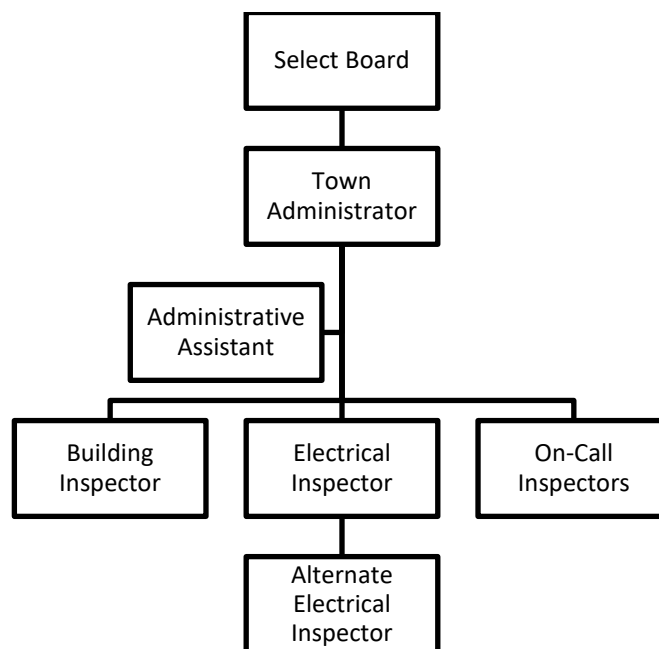 Select Board
Town
Administrator
Administrative
Assistant
Building
Inspector
Electrical
Inspector
On-Call
Inspectors
Alternate
Electrical
Inspector